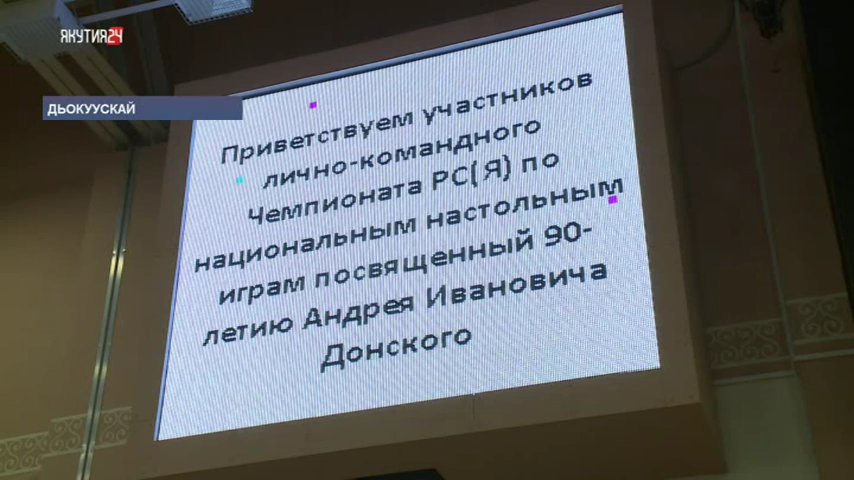 ЯКУТИЯ24
ДЬОКУУСКАЙ
Приветствуем участников
лично-командного
Чемпионата РС(Я) по
национальным настольным
играм посвященный 90-
летию Андрея Ивановича
Донского